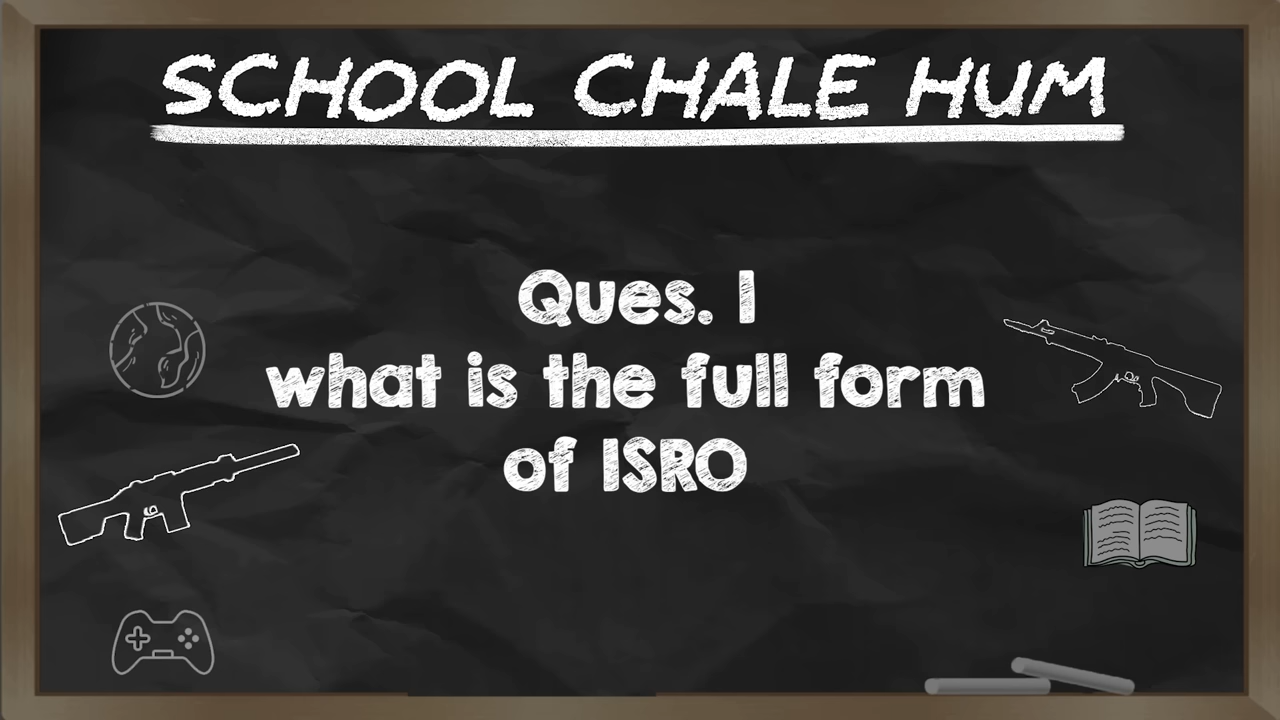 SCHOOL CHALE HUM
Ques. 1
what is the full form
of ISRO